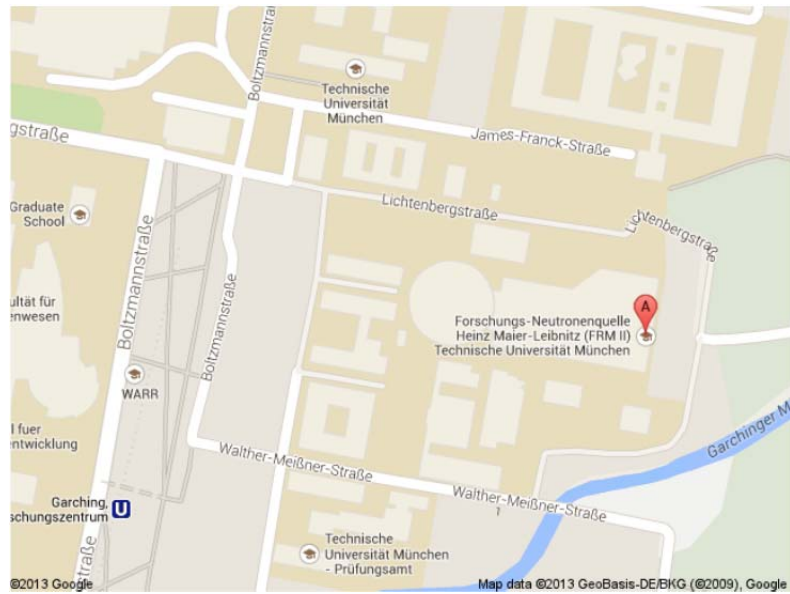 Boltzmannstraße
Technische
Universität
München
James-Franck-Straße
gstraße
Lichtenbergstraße
Lichtenbergstraße
Graduate
School
Boltzmannstraße
Boltzmannstraße
ultät für
enwesen
A
Forschungs-Neutronenquelle
Heinz Maier-Leibnitz (FRM II)
Technische Universität München
WARR
l fuer
entwicklung
Walther-Meißner-Straße
Garchinger M
Walther-Meißner-Straße
Garching,
schungszentrum
U
Technische
Universität München
- Prüfungsamt
straße
©2013 Google
Map data ©2013 GeoBasis-DE/BKG (©2009), Google